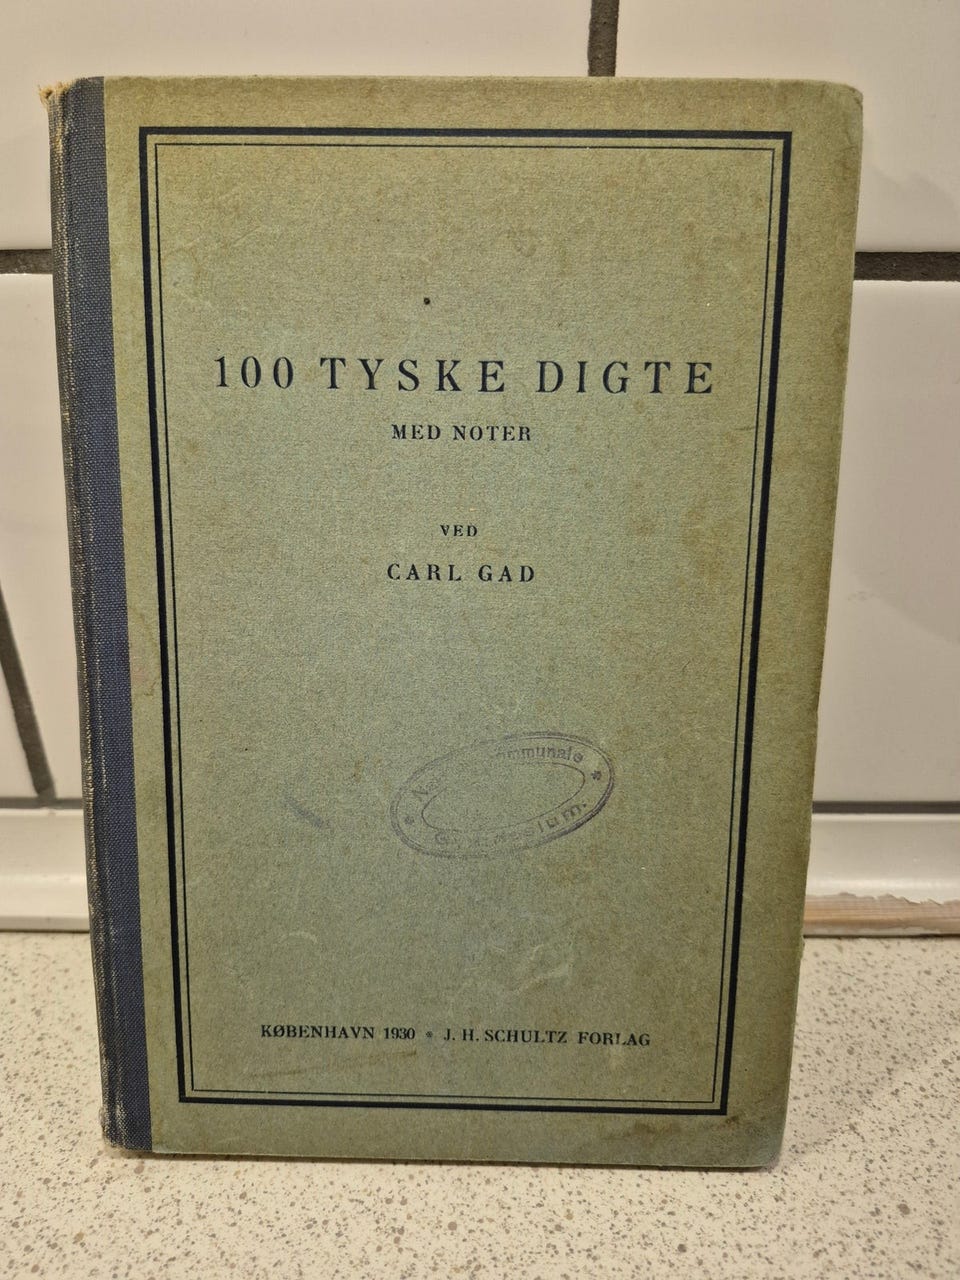 100 TYSKE DIGTE
MED NOTER
VED
CARL GAD
KØBENHAVN 1930 * J. H. SCHULTZ FORLAG